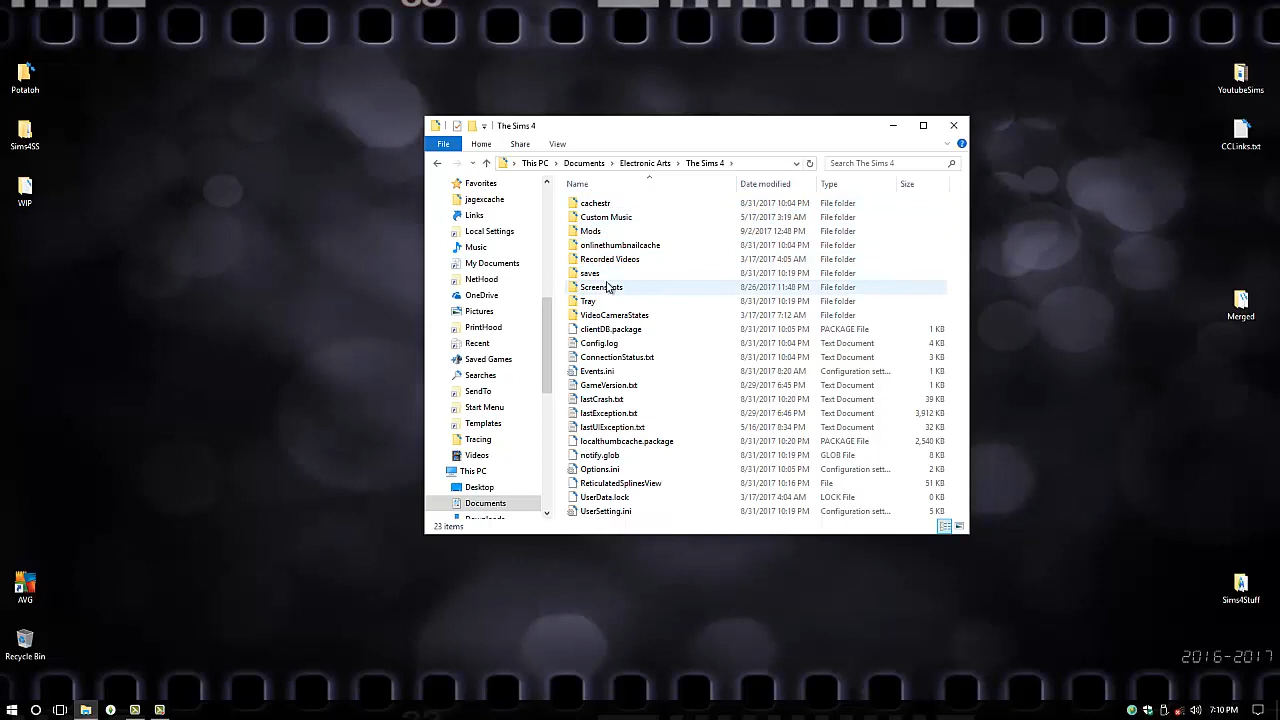 Potatoh
Sims4SS
WIP
AVG
Recycle Bin
YoutubeSims
CCLinks.txt
Merged
Sims4Stuff
2016-2017
The Sims 4
File Home Share View
This PC > Documents > Electronic Arts > The Sims 4 >
Search The Sims 4
Favorites
jagexcache
Links
Local Settings
Music
My Documents
NetHood
OneDrive
Pictures
PrintHood
Recent
Saved Games
Searches
SendTo
Start Menu
Templates
Tracing
Videos
This PC
Desktop
Documents
Name Date modified Type Size
cachestr 8/31/2017 10:04 PM File folder
Custom Music 5/17/2017 3:19 AM File folder
Mods 9/2/2017 12:48 PM File folder
onlinethumbnailcache 8/31/2017 10:04 PM File folder
Recorded Videos 3/17/2017 4:05 AM File folder
saves 8/31/2017 10:19 PM File folder
Screenshots 8/26/2017 11:48 PM File folder
Tray 8/31/2017 10:19 PM File folder
VideoCameraStates 3/17/2017 7:12 AM File folder
clientDB.package 8/31/2017 10:05 PM PACKAGE File 1 KB
Config.log 8/31/2017 10:04 PM Text Document 4 KB
ConnectionStatus.txt 8/31/2017 10:04 PM Text Document 3 KB
Events.ini 8/31/2017 8:20 AM Configuration sett... 1 KB
GameVersion.txt 8/29/2017 6:45 PM Text Document 1 KB
lastCrash.txt 8/31/2017 10:20 PM Text Document 39 KB
lastException.txt 8/29/2017 6:46 PM Text Document 3,912 KB
lastUIException.txt 5/16/2017 8:34 PM Text Document 32 KB
localthumbcache.package 8/31/2017 10:20 PM PACKAGE File 2,540 KB
notify.glob 8/31/2017 10:19 PM GLOB File 8 KB
Options.ini 8/31/2017 10:05 PM Configuration sett... 2 KB
ReticulatedSplinesView 8/31/2017 10:16 PM File 51 KB
UserData.lock 3/17/2017 4:04 AM LOCK File 0 KB
UserSetting.ini 8/31/2017 10:19 PM Configuration sett... 5 KB
23 items
7:10 PM